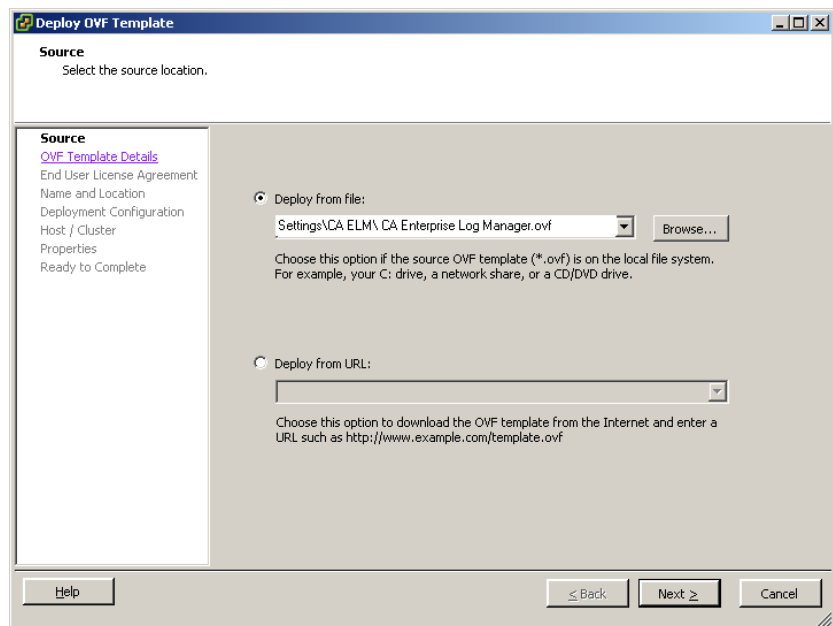 Deploy OVF Template
Source
Select the source location.
Source
OVF Template Details
End User License Agreement
Name and Location
Deployment Configuration
Host / Cluster
Properties
Ready to Complete
Deploy from file:
Settings\CA ELM\ CA Enterprise Log Manager.ovf
Browse...
Choose this option if the source OVF template (*.ovf) is on the local file system.
For example, your C: drive, a network share, or a CD/DVD drive.
Deploy from URL:
Choose this option to download the OVF template from the Internet and enter a
URL such as http://www.example.com/template.ovf
Help
≤ Back
Next ≥
Cancel